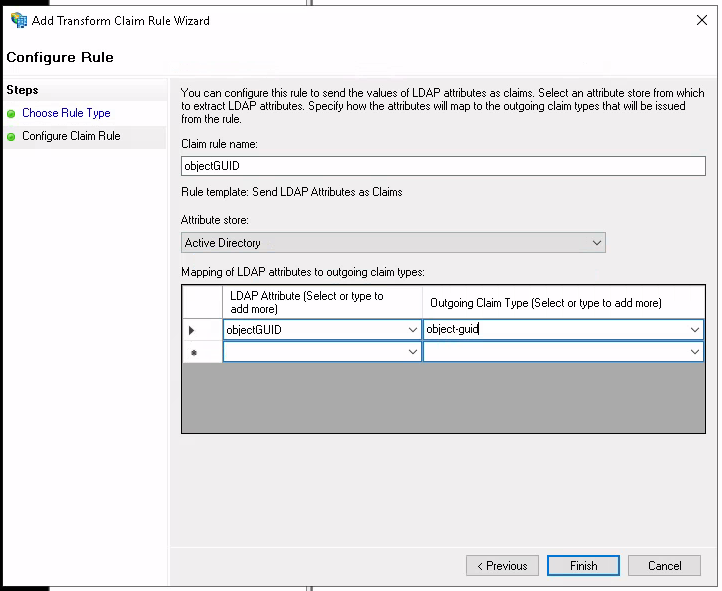 Add Transform Claim Rule Wizard
Configure Rule
Steps
Choose Rule Type
Configure Claim Rule
You can configure this rule to send the values of LDAP attributes as claims. Select an attribute store from which
to extract LDAP attributes. Specify how the attributes will map to the outgoing claim types that will be issued
from the rule.
Claim rule name:
objectGUID
Rule template: Send LDAP Attributes as Claims
Attribute store:
Active Directory
Mapping of LDAP attributes to outgoing claim types:
LDAP Attribute (Select or type to
add more)
Outgoing Claim Type (Select or type to add more)
objectGUID
object-guid
< Previous
Finish
Cancel